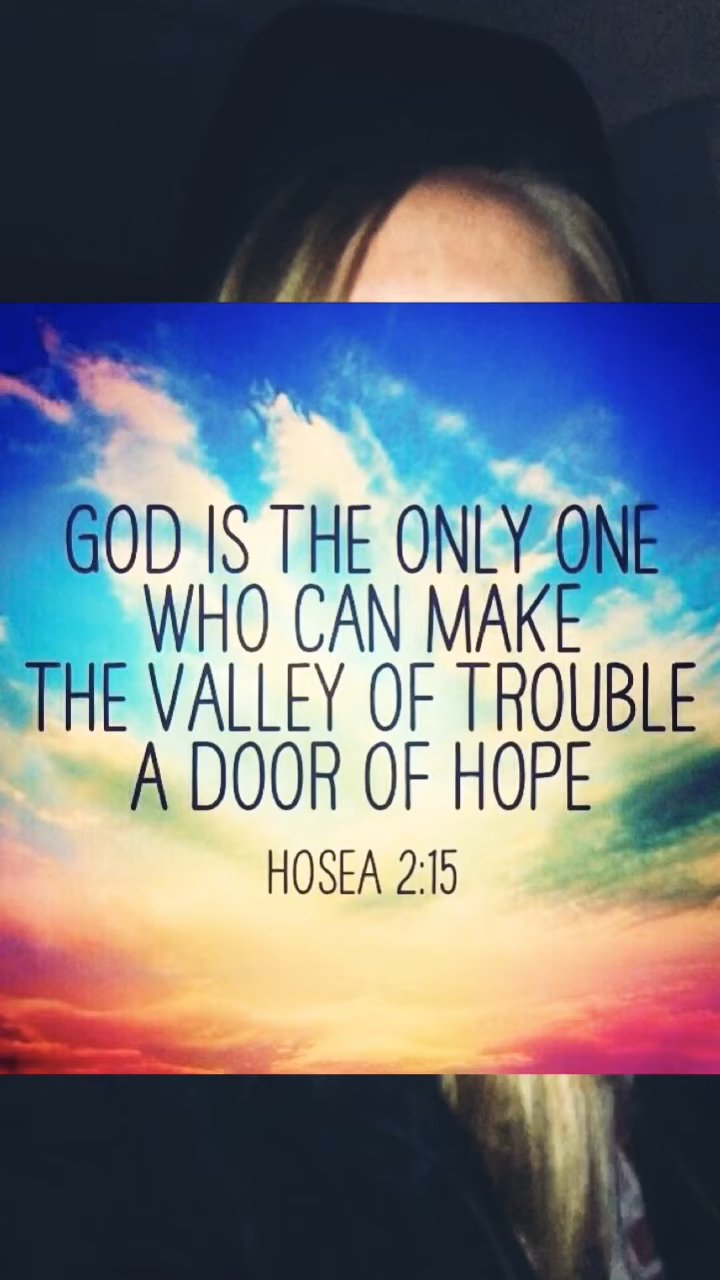 GOD IS THE ONLY ONE
WHO CAN MAKE
THE VALLEY OF TROUBLE
A DOOR OF HOPE
HOSEA 2:15